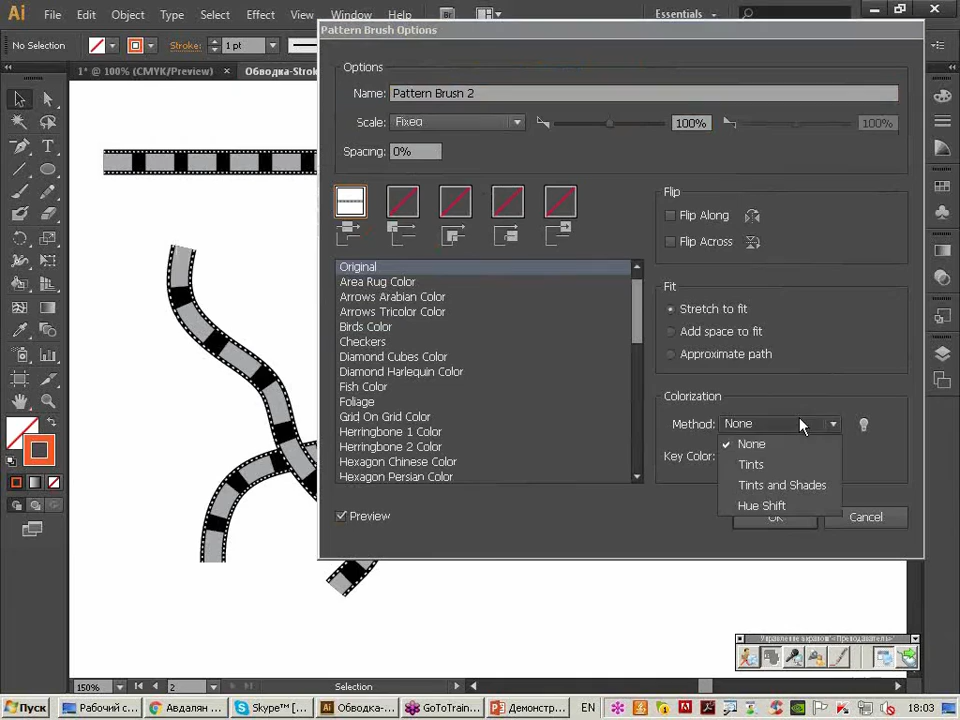 Ai File Edit Object Type Select Effect View Window Help Br Essentials
Pattern Brush Options
No Selection Stroke: 1 pt
1* @ 100% (CMYK/Preview) × Обводка-Strok
Options
Name: Pattern Brush 2
Scale: Fixed 100% 100%
Spacing: 0%
Flip
Flip Along
Flip Across
Original
Area Rug Color
Arrows Arabian Color
Arrows Tricolor Color
Birds Color
Checkers
Diamond Cubes Color
Diamond Harlequin Color
Fish Color
Foliage
Grid On Grid Color
Herringbone 1 Color
Herringbone 2 Color
Hexagon Chinese Color
Hexagon Persian Color
Fit
Stretch to fit
Add space to fit
Approximate path
Colorization
Method: None
None
Tints
Tints and Shades
Hue Shift
Key Color:
Preview
OK Cancel
Управление экраном <Преподаватель>
150% 2 Selection
Пуск Рабочий с... Авдалян ... Skype™ [... Обводка-... GoToTrain... Демонстр... EN 18:03